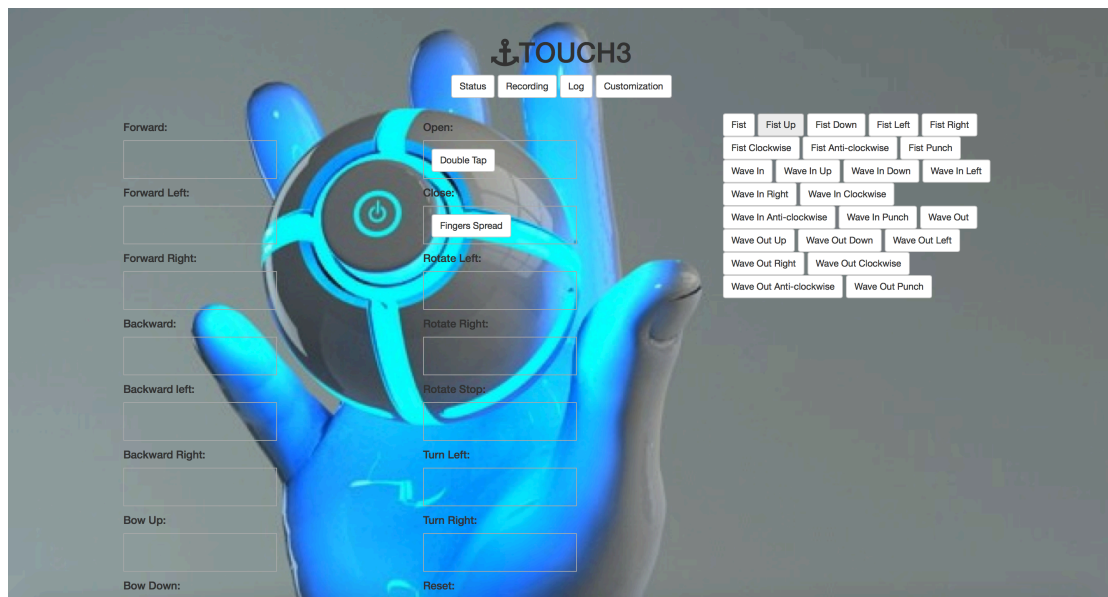 TOUCH3
Status Recording Log Customization
Forward:
Forward Left:
Forward Right:
Backward:
Backward left:
Backward Right:
Bow Up:
Bow Down:
Open:
Double Tap
Close:
Fingers Spread
Rotate Left:
Rotate Right:
Rotate Stop:
Turn Left:
Turn Right:
Reset:
Fist Fist Up Fist Down Fist Left Fist Right
Fist Clockwise Fist Anti-clockwise Fist Punch
Wave In Wave In Up Wave In Down Wave In Left
Wave In Right Wave In Clockwise
Wave In Anti-clockwise Wave In Punch Wave Out
Wave Out Up Wave Out Down Wave Out Left
Wave Out Right Wave Out Clockwise
Wave Out Anti-clockwise Wave Out Punch